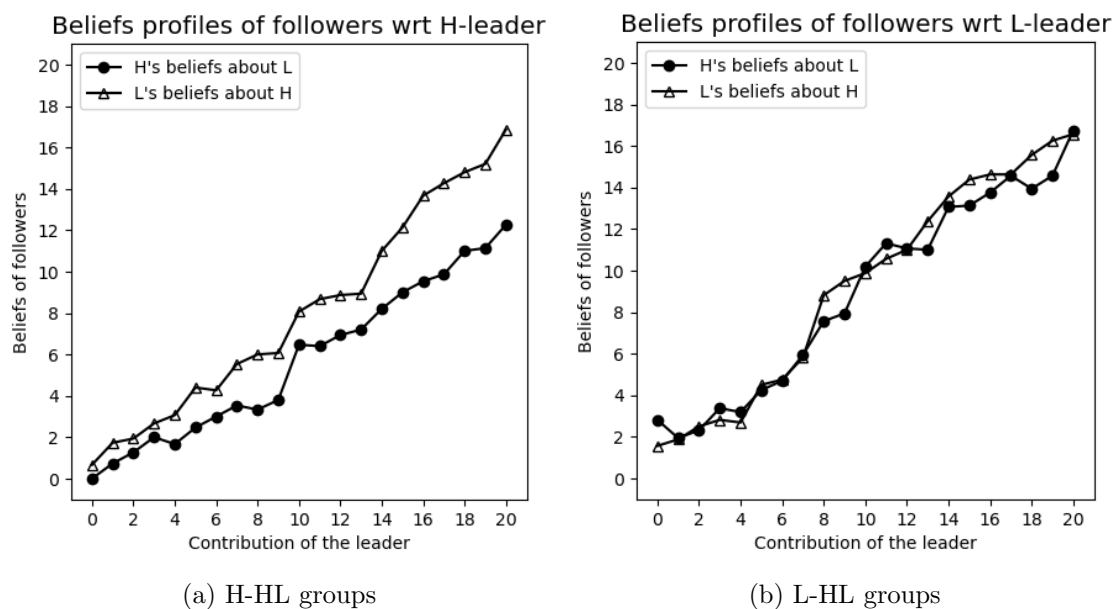 Beliefs profiles of followers wrt H-leader
H's beliefs about L
L's beliefs about H
20
18
16
14
12
10
8
6
4
2
0
Beliefs of followers
0 2 4 6 8 10 12 14 16 18 20
Contribution of the leader
(a) H-HL groups
Beliefs profiles of followers wrt L-leader
H's beliefs about L
L's beliefs about H
20
18
16
14
12
10
8
6
4
2
0
Beliefs of followers
0 2 4 6 8 10 12 14 16 18 20
Contribution of the leader
(b) L-HL groups